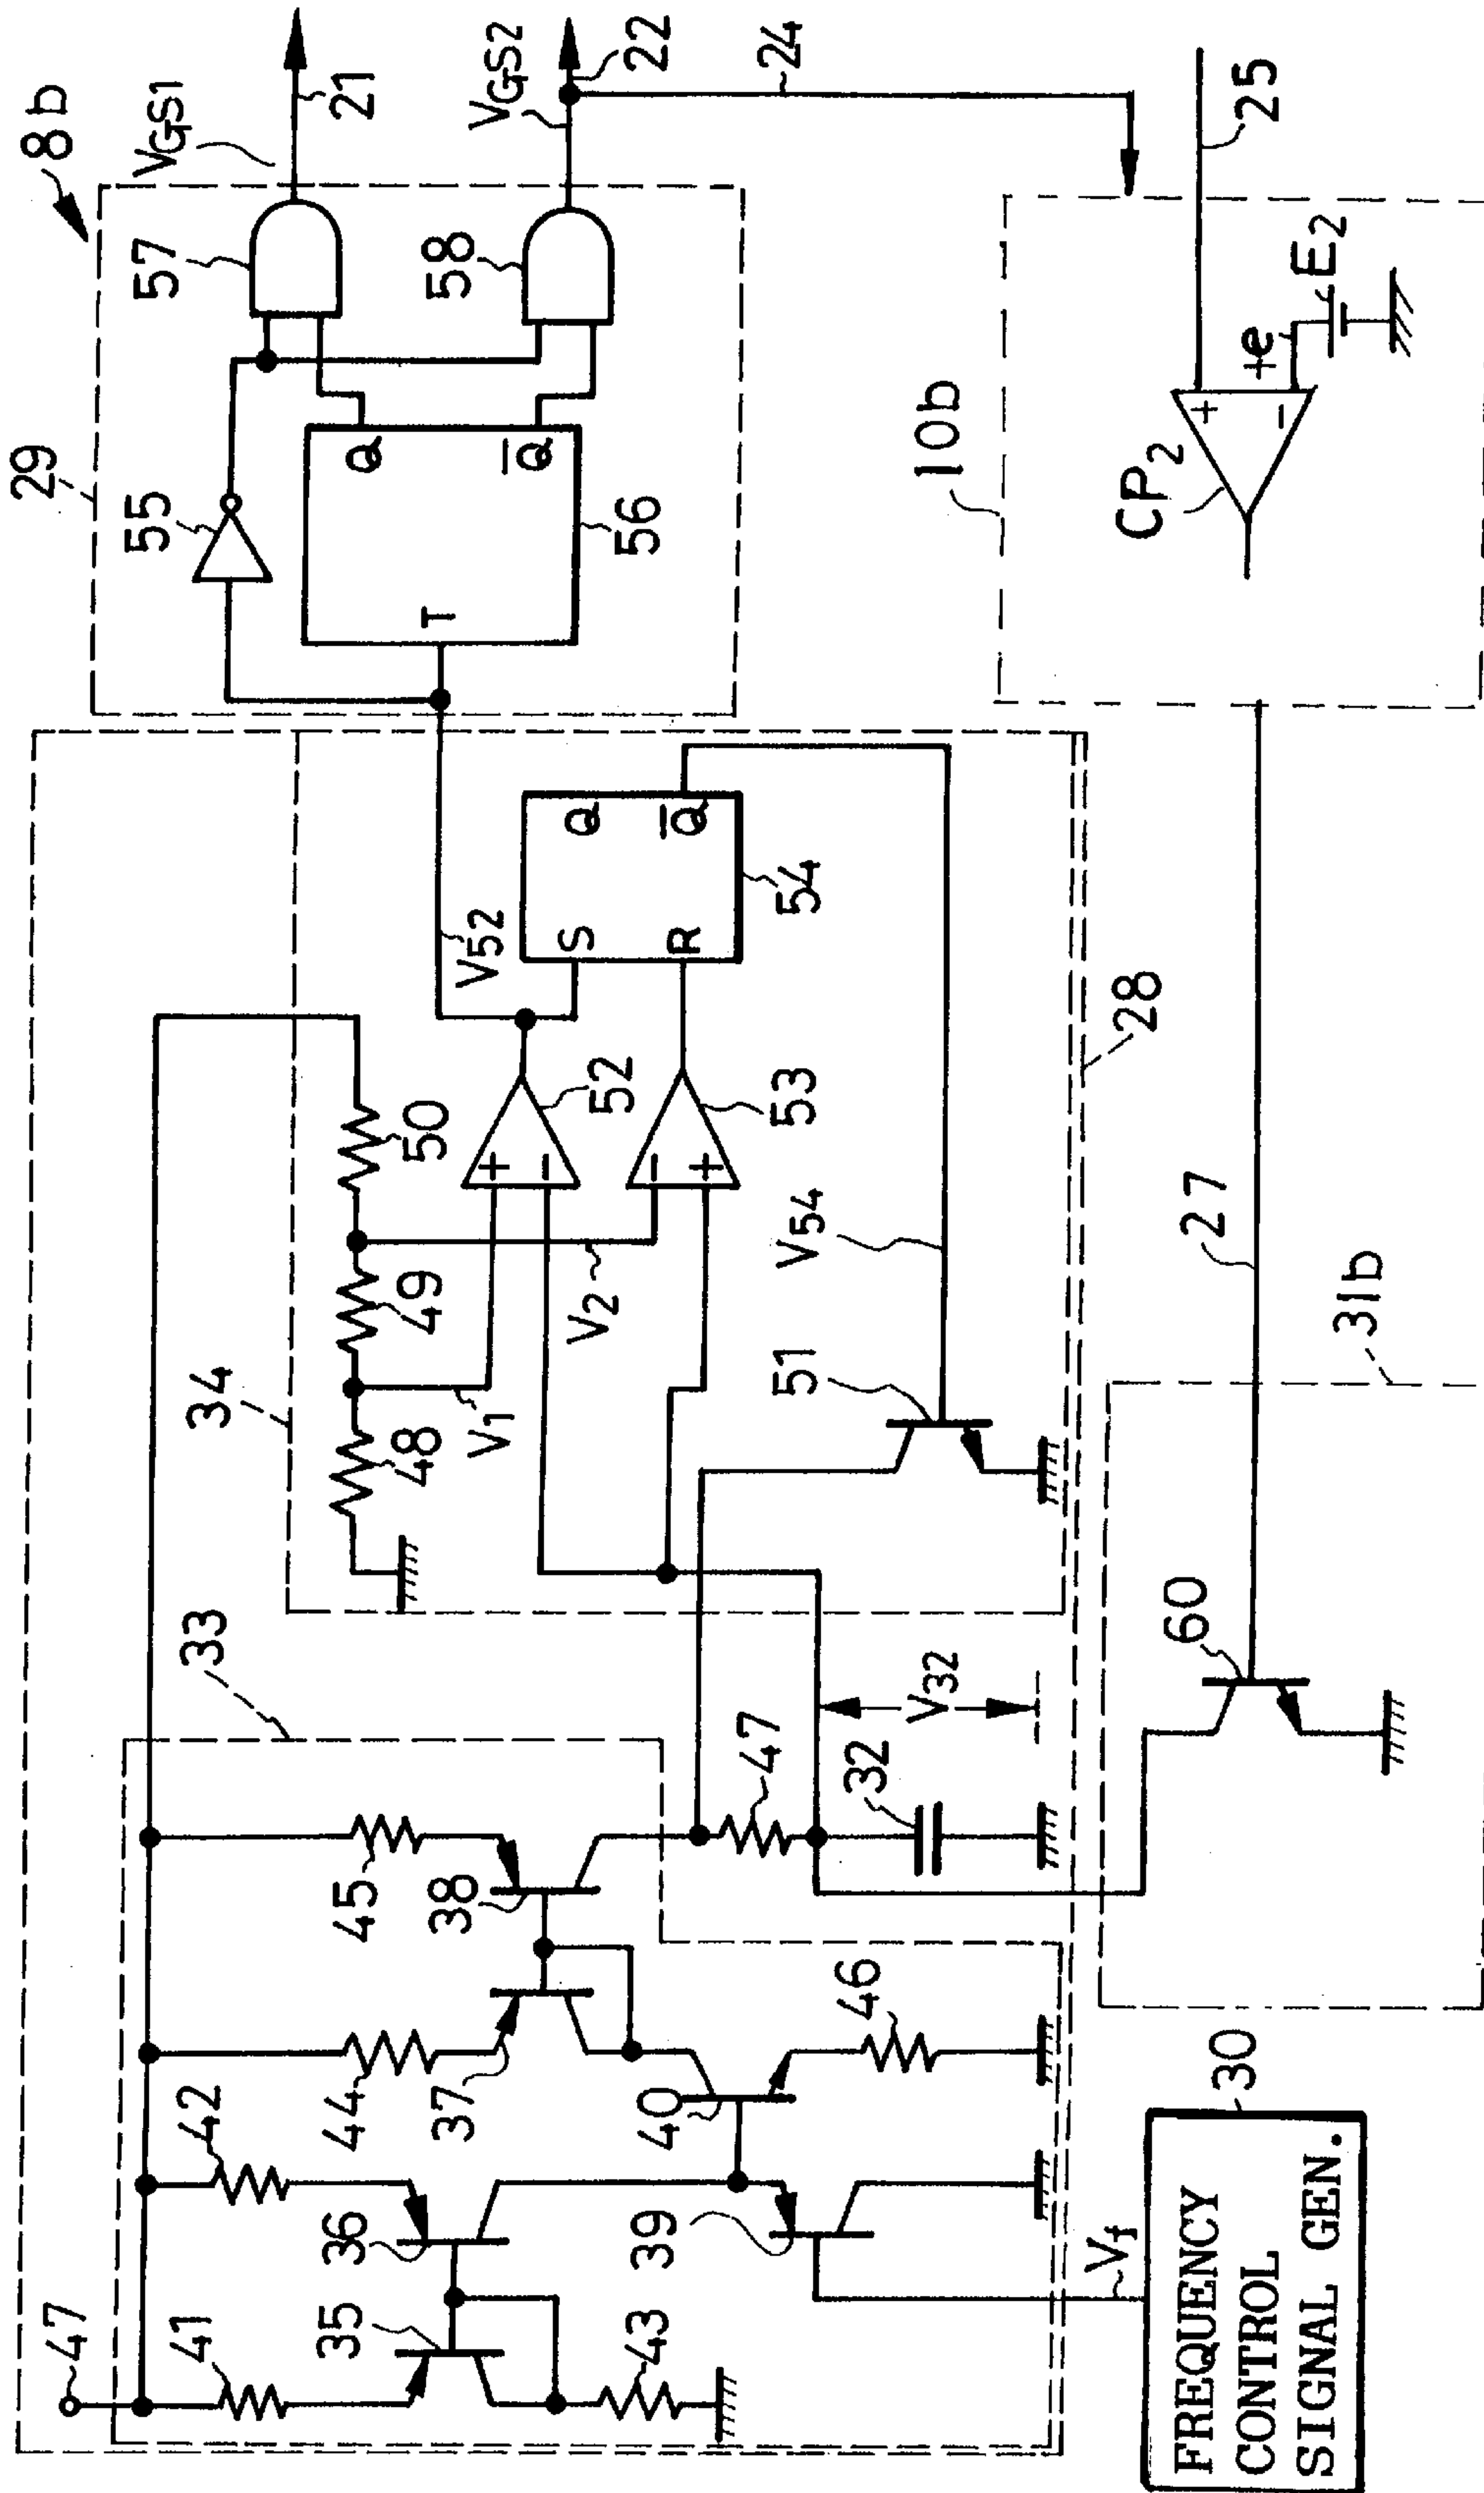 8b
29
VGS1
21
VGS2
22
24
57
58
55
56
T
Q
Q̅
10b
CP2
+
−
+e
E2
25
47
33
34
28
41
42
44
45
35
36
37
38
39
40
43
46
47
32
V32
48
49
50
V1
V2
+
−
52
−
+
53
V52
S
R
Q
Q̅
54
V54
51
27
31b
60
Vf
30
FREQUENCY
CONTROL
SIGNAL GEN.